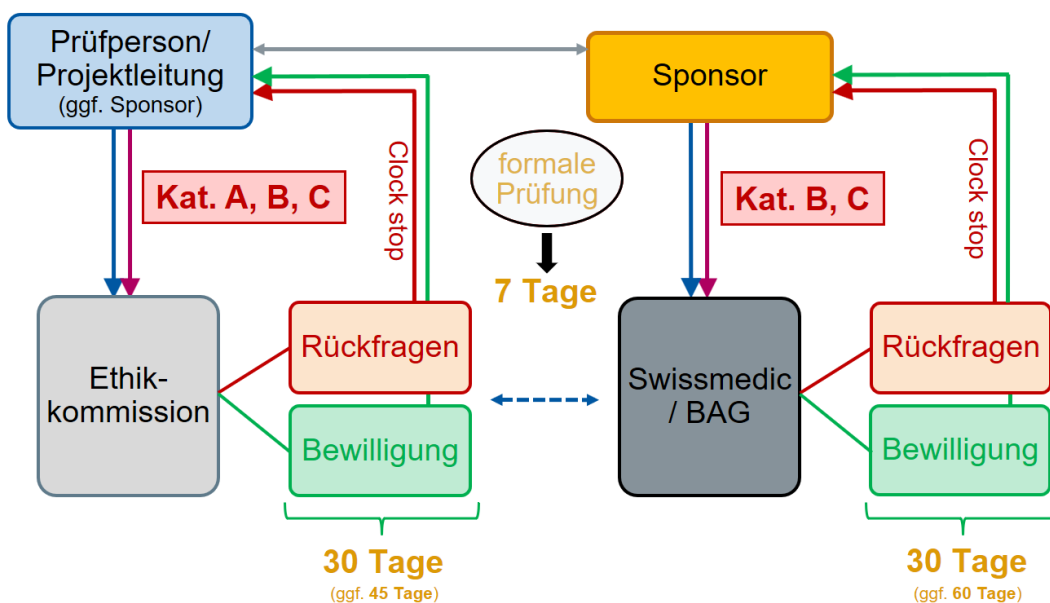 Prüfperson/
Projektleitung
(ggf. Sponsor)
Sponsor
Kat. A, B, C
Clock stop
formale
Prüfung
7 Tage
Kat. B, C
Clock stop
Ethik-
kommission
Rückfragen
Bewilligung
Swissmedic
/ BAG
Rückfragen
Bewilligung
30 Tage
(ggf. 45 Tage)
30 Tage
(ggf. 60 Tage)